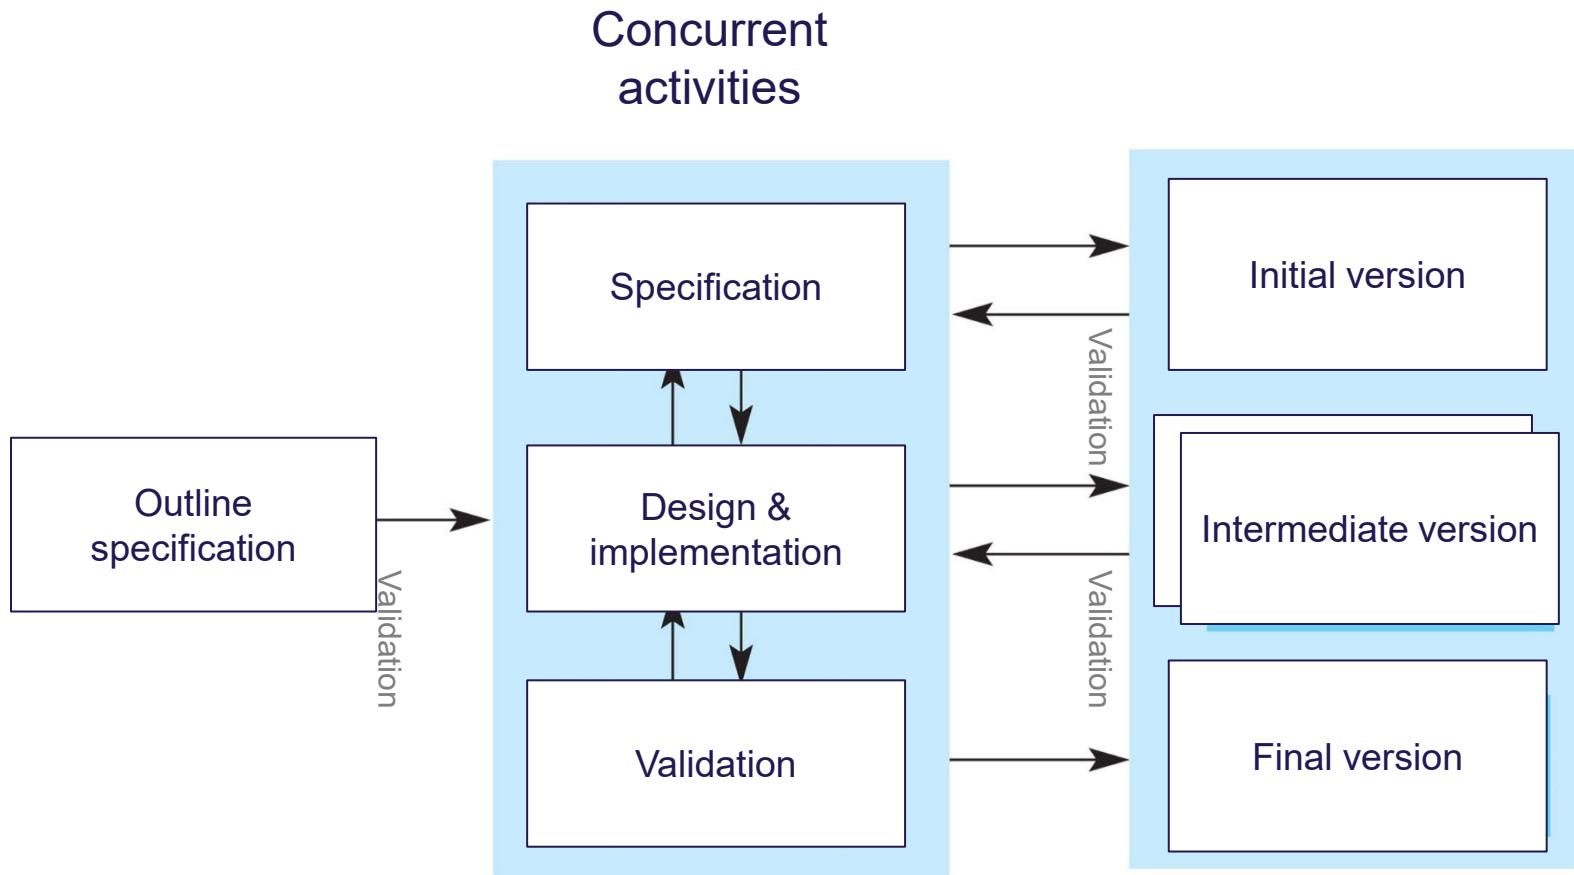 Concurrent
activities
Outline
specification
Validation
Specification
Design &
implementation
Validation
Validation
Validation
Initial version
Intermediate version
Final version